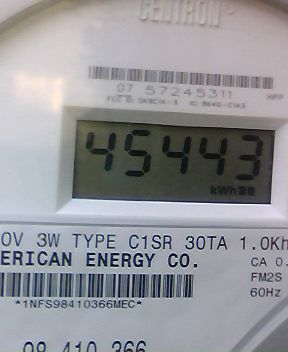 CENTRON®
07 57245311
45443
kWh
0V 3W TYPE C1SR 30TA 1.0Kh
ERICAN ENERGY CO.
CA 0.
FM2S
60Hz
*1NFS98410366MEC*
98 410 366